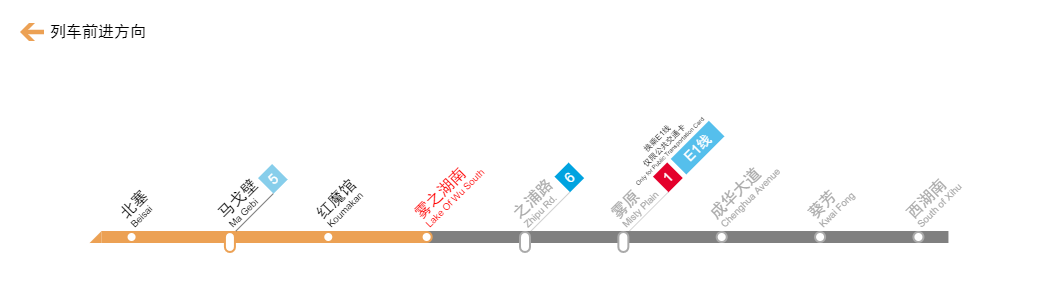 列车前进方向
北塞
Beisai
马戈壁
Ma Gebi
5
红魔馆
Koumakan
雾之湖南
Lake Of Wu South
之浦路
Zhipu Rd.
6
雾原
Misty Plain
1
换乘E1线
仅限公共交通卡
Only for Public Transportation Card
E1线
成华大道
Chenghua Avenue
葵芳
Kwai Fong
西湖南
South of Xihu